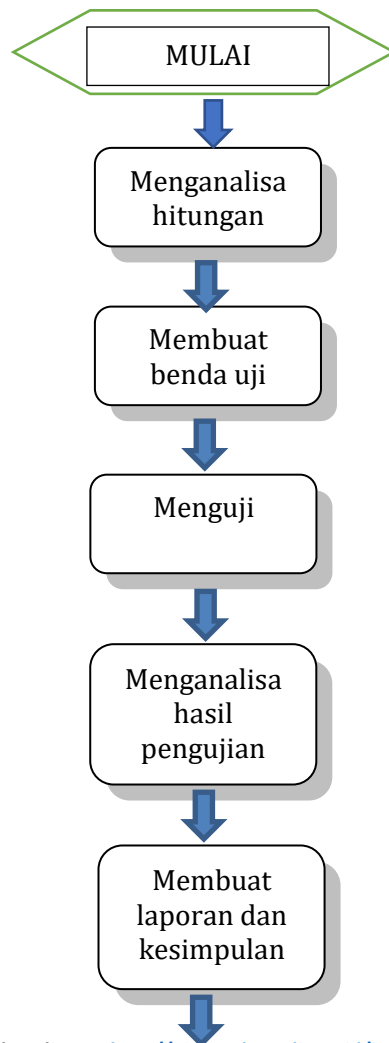 MULAI
Menganalisa
hitungan
Membuat
benda uji
Menguji
Menganalisa
hasil
pengujian
Membuat
laporan dan
kesimpulan